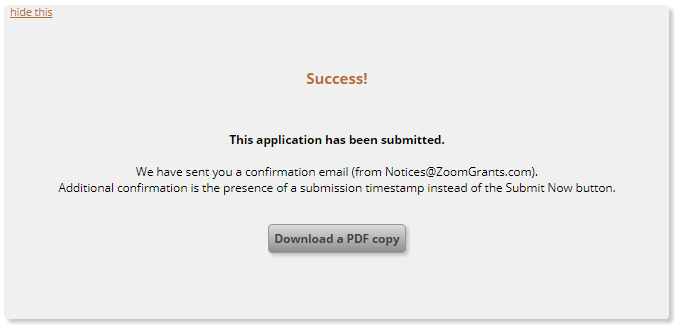 hide this
Success!
This application has been submitted.
We have sent you a confirmation email (from Notices@ZoomGrants.com).
Additional confirmation is the presence of a submission timestamp instead of the Submit Now button.
Download a PDF copy